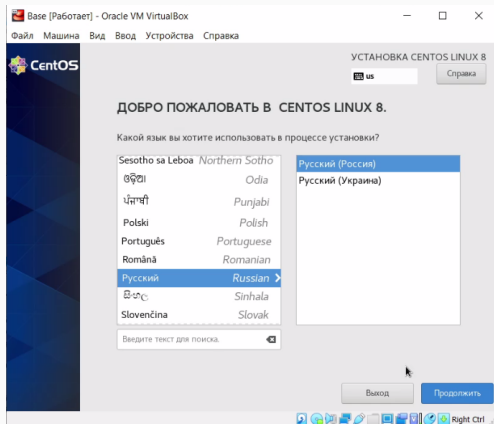 Base [Работает] - Oracle VM VirtualBox
Файл Машина Вид Ввод Устройства Справка
CentOS
УСТАНОВКА CENTOS LINUX 8
us
Справка
ДОБРО ПОЖАЛОВАТЬ В CENTOS LINUX 8.
Какой язык вы хотите использовать в процессе установки?
Sesotho sa Leboa Northern Sotho
ଓଡ଼ିଆ Odia
ਪੰਜਾਬੀ Punjabi
Polski Polish
Português Portuguese
Română Romanian
Русский Russian
සිංහල Sinhala
Slovenčina Slovak
Русский (Россия)
Русский (Украина)
Введите текст для поиска.
Выход
Продолжить
Right Ctrl